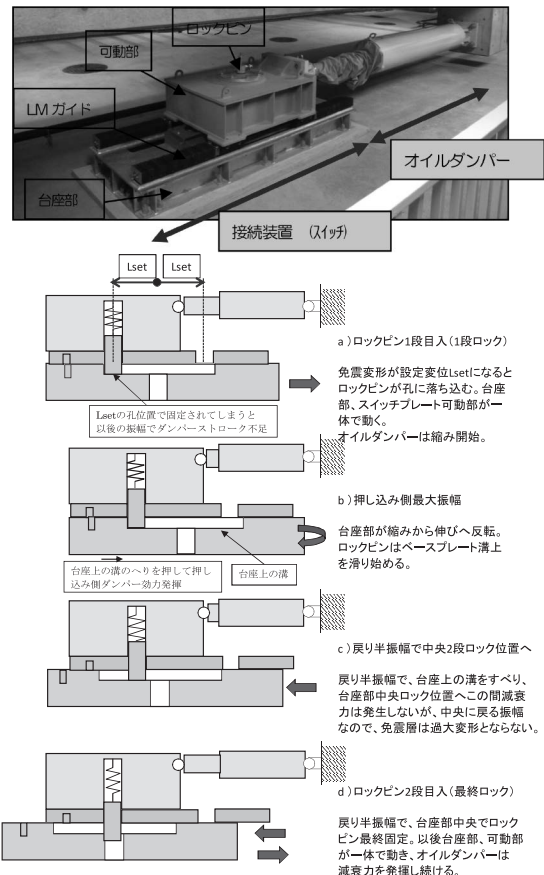 ロックピン
可動部
LM ガイド
台座部
オイルダンパー
接続装置 (スイッチ)
Lset
Lset
a)ロックピン1段目入(1段ロック)
免震変形が設定変位Lsetになると
ロックピンが孔に落ち込む。台座
部、スイッチプレート可動部が一
体で動く。
オイルダンパーは縮み開始。
Lsetの孔位置で固定されてしまうと
以後の振幅でダンパーストローク不足
b)押し込み側最大振幅
台座部が縮みから伸びへ反転。
ロックピンはベースプレート溝上
を滑り始める。
台座上の溝のへりを押して押し
込み側ダンパー効力発揮
台座上の溝
c)戻り半振幅で中央2段ロック位置へ
戻り半振幅で、台座上の溝をすべり、
台座部中央ロック位置へこの間減衰
力は発生しないが、中央に戻る振幅
なので、免震層は過大変形とならない。
d)ロックピン2段目入(最終ロック)
戻り半振幅で、台座部中央でロック
ピン最終固定。以後台座部、可動部
が一体で動き、オイルダンパーは
減衰力を発揮し続ける。